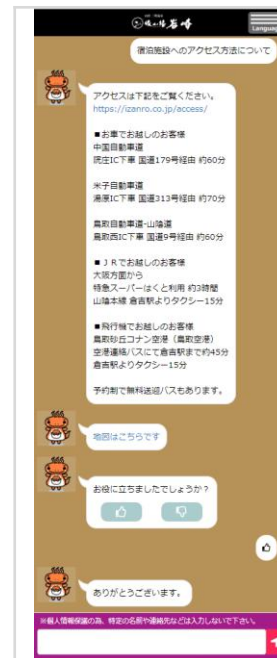 依山楼岩崎
Language
宿泊施設へのアクセス方法について
アクセスは下記をご覧ください。
https://izanro.co.jp/access/
■お車でお越しのお客様
中国自動車道
院庄IC下車 国道179号経由 約60分
米子自動車道
湯原IC下車 国道313号経由 約70分
鳥取自動車道-山陰道
鳥取西IC下車 国道9号経由 約60分
■ＪＲでお越しのお客様
大阪方面から
特急スーパーはくと利用 約3時間
山陰本線 倉吉駅よりタクシー15分
■飛行機でお越しのお客様
鳥取砂丘コナン空港（鳥取空港）
空港連絡バスにて倉吉駅まで約45分
倉吉駅よりタクシー15分
予約制で無料送迎バスもあります。
地図はこちらです
お役に立ちましたでしょうか？
ありがとうございます。
※個人情報保護の為、特定の名前や連絡先などは入力しないで下さい。